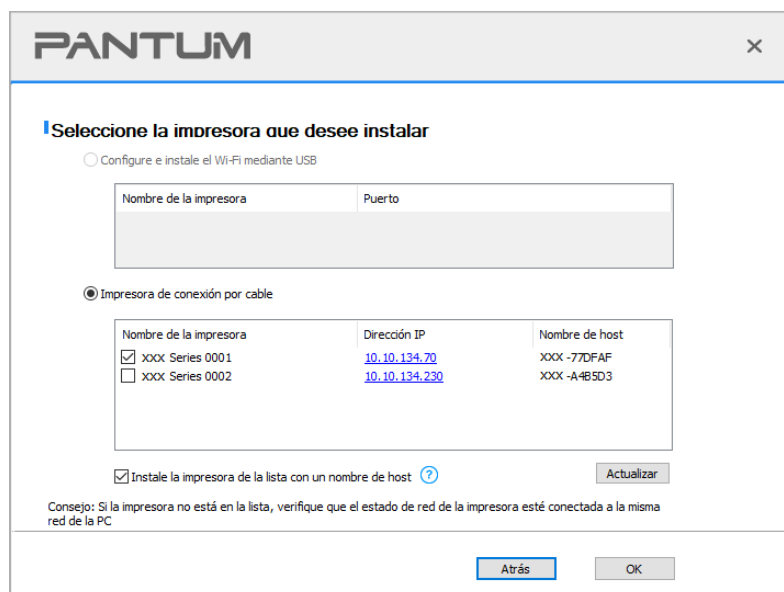 PANTUM
Seleccione la impresora que desee instalar
Configure e instale el Wi-Fi mediante USB
Nombre de la impresora Puerto
Impresora de conexión por cable
Nombre de la impresora Dirección IP Nombre de host
XXX Series 0001 10.10.134.70 XXX -77DFAF
XXX Series 0002 10.10.134.230 XXX -A4B5D3
Instale la impresora de la lista con un nombre de host ? Actualizar
Consejo: Si la impresora no está en la lista, verifique que el estado de red de la impresora esté conectada a la misma
red de la PC
Atrás OK